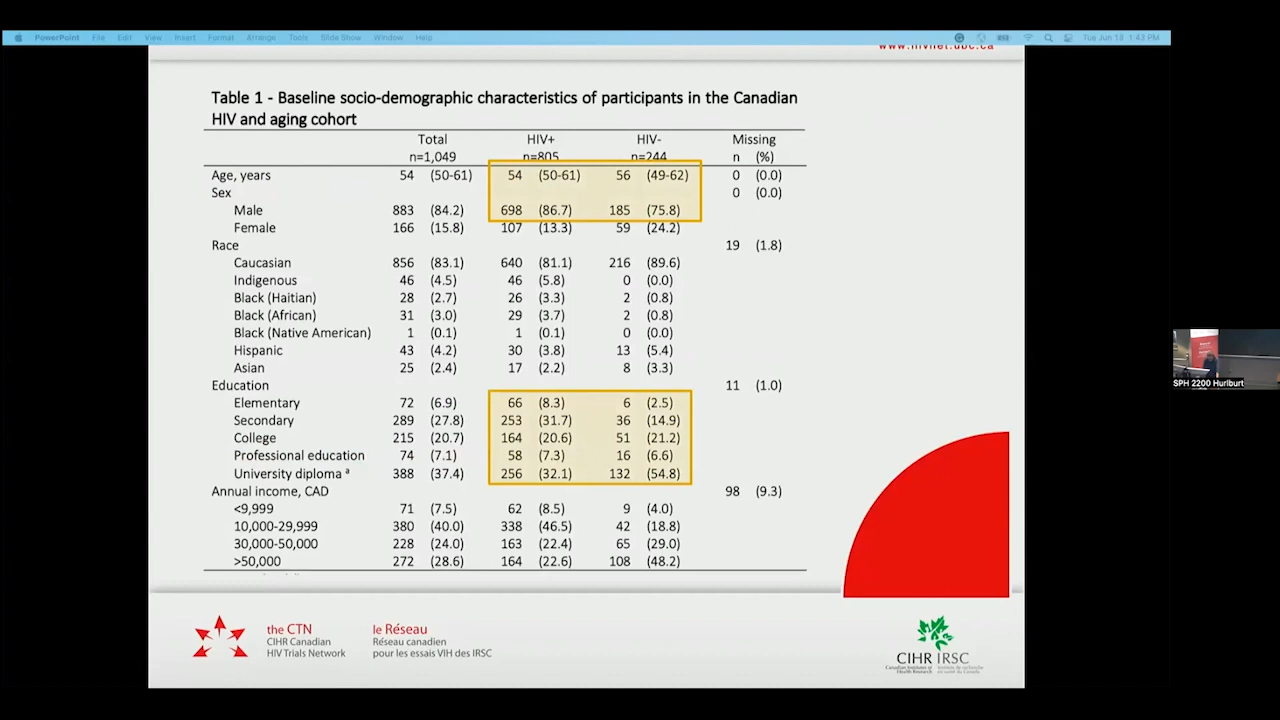 PowerPoint File Edit View Insert Format Arrange Tools Slide Show Window Help Tue Jun 13 1:43 PM
www.hivnet.ubc.ca
Table 1 - Baseline socio-demographic characteristics of participants in the Canadian
HIV and aging cohort
Total HIV+ HIV- Missing
n=1,049 n=805 n=244 n (%)
Age, years 54 (50-61) 54 (50-61) 56 (49-62) 0 (0.0)
Sex 0 (0.0)
Male 883 (84.2) 698 (86.7) 185 (75.8)
Female 166 (15.8) 107 (13.3) 59 (24.2)
Race 19 (1.8)
Caucasian 856 (83.1) 640 (81.1) 216 (89.6)
Indigenous 46 (4.5) 46 (5.8) 0 (0.0)
Black (Haitian) 28 (2.7) 26 (3.3) 2 (0.8)
Black (African) 31 (3.0) 29 (3.7) 2 (0.8)
Black (Native American) 1 (0.1) 1 (0.1) 0 (0.0)
Hispanic 43 (4.2) 30 (3.8) 13 (5.4)
Asian 25 (2.4) 17 (2.2) 8 (3.3)
Education 11 (1.0)
Elementary 72 (6.9) 66 (8.3) 6 (2.5)
Secondary 289 (27.8) 253 (31.7) 36 (14.9)
College 215 (20.7) 164 (20.6) 51 (21.2)
Professional education 74 (7.1) 58 (7.3) 16 (6.6)
University diploma a 388 (37.4) 256 (32.1) 132 (54.8)
Annual income, CAD 98 (9.3)
<9,999 71 (7.5) 62 (8.5) 9 (4.0)
10,000-29,999 380 (40.0) 338 (46.5) 42 (18.8)
30,000-50,000 228 (24.0) 163 (22.4) 65 (29.0)
>50,000 272 (28.6) 164 (22.6) 108 (48.2)
the CTN
CIHR Canadian
HIV Trials Network
le Réseau
Réseau canadien
pour les essais VIH des IRSC
CIHR IRSC
Canadian Institutes of Health Research Instituts de recherche en santé du Canada
SPH 2200 Hurlburt